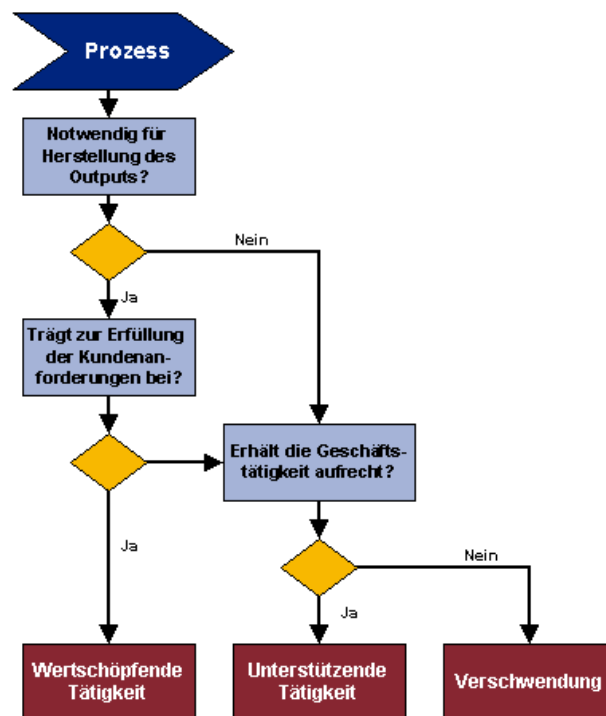 Prozess
Notwendig für
Herstellung des
Outputs?
Nein
Ja
Trägt zur Erfüllung
der Kundenan-
forderungen bei?
Erhält die Geschäfts-
tätigkeit aufrecht?
Ja
Nein
Ja
Wertschöpfende
Tätigkeit
Unterstützende
Tätigkeit
Verschwendung